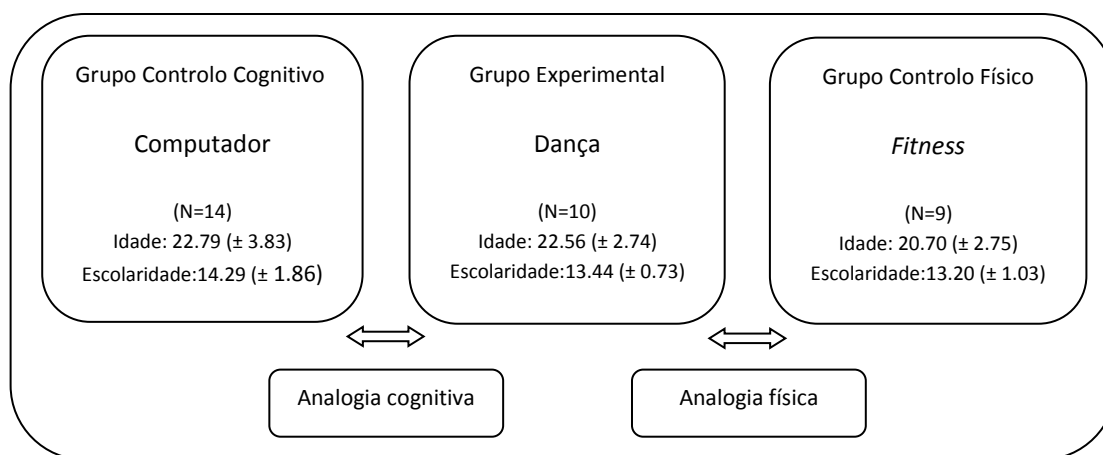 Grupo Controlo Cognitivo
Computador
(N=14)
Idade: 22.79 (± 3.83)
Escolaridade:14.29 (± 1.86)
Grupo Experimental
Dança
(N=10)
Idade: 22.56 (± 2.74)
Escolaridade:13.44 (± 0.73)
Grupo Controlo Físico
Fitness
(N=9)
Idade: 20.70 (± 2.75)
Escolaridade:13.20 (± 1.03)
Analogia cognitiva
Analogia física